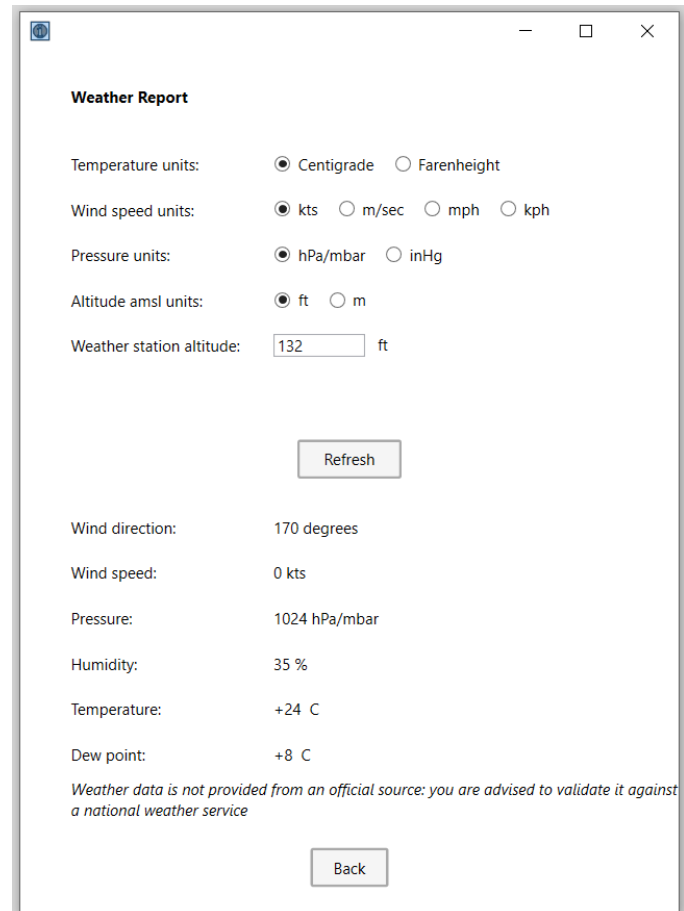 Weather Report
Temperature units: Centigrade Farenheight
Wind speed units: kts m/sec mph kph
Pressure units: hPa/mbar inHg
Altitude amsl units: ft m
Weather station altitude: 132 ft
Refresh
Wind direction: 170 degrees
Wind speed: 0 kts
Pressure: 1024 hPa/mbar
Humidity: 35 %
Temperature: +24 C
Dew point: +8 C
Weather data is not provided from an official source: you are advised to validate it against
a national weather service
Back